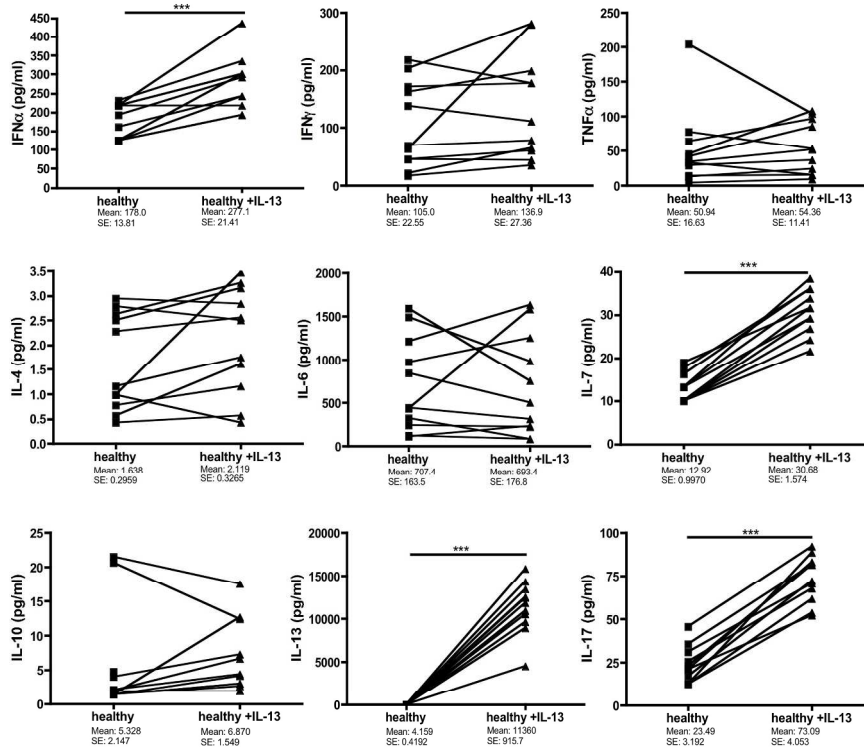 ***
450
400
350
300
250
200
150
100
50
0
IFNα (pg/ml)
healthy
healthy +IL-13
Mean: 178.0
Mean: 277.1
SE: 13.81
SE: 21.41
300
200
100
0
IFNγ (pg/ml)
healthy
healthy +IL-13
Mean: 105.0
Mean: 136.9
SE: 22.55
SE: 27.36
250
200
150
100
50
0
TNFα (pg/ml)
healthy
healthy +IL-13
Mean: 50.94
Mean: 54.36
SE: 16.63
SE: 11.41
3.5
3.0
2.5
2.0
1.5
1.0
0.5
0.0
IL-4 (pg/ml)
healthy
healthy +IL-13
Mean: 1.638
Mean: 2.119
SE: 0.2959
SE: 0.3265
2000
1500
1000
500
0
IL-6 (pg/ml)
healthy
healthy +IL-13
Mean: 707.4
Mean: 693.4
SE: 163.5
SE: 176.8
***
40
30
20
10
0
IL-7 (pg/ml)
healthy
healthy +IL-13
Mean: 12.92
Mean: 30.68
SE: 0.9970
SE: 1.574
25
20
15
10
5
0
IL-10 (pg/ml)
healthy
healthy +IL-13
Mean: 5.328
Mean: 6.870
SE: 2.147
SE: 1.549
***
20000
15000
10000
5000
0
IL-13 (pg/ml)
healthy
healthy +IL-13
Mean: 4.159
Mean: 11360
SE: 0.4192
SE: 915.7
***
100
75
50
25
0
IL-17 (pg/ml)
healthy
healthy +IL-13
Mean: 23.49
Mean: 73.09
SE: 3.192
SE: 4.053